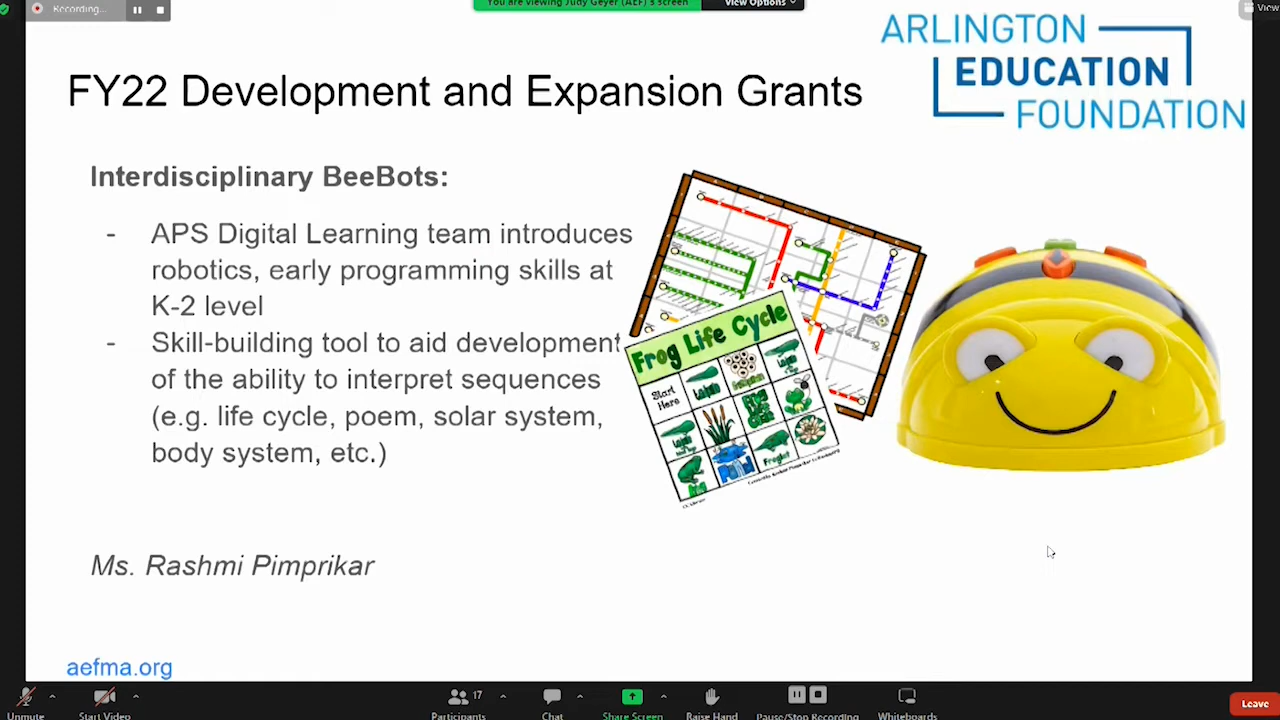 Recording...
You are viewing Judy Geyer (AEF)'s screen
View Options
View
ARLINGTON
EDUCATION
FOUNDATION
FY22 Development and Expansion Grants
Interdisciplinary BeeBots:
- APS Digital Learning team introduces
robotics, early programming skills at
K-2 level
- Skill-building tool to aid development
of the ability to interpret sequences
(e.g. life cycle, poem, solar system,
body system, etc.)
Frog Life Cycle
Start
Here
Froglet
Ms. Rashmi Pimprikar
aefma.org
Unmute
Start Video
17
Participants
Chat
Share Screen
Raise Hand
Pause/Stop Recording
Whiteboards
Leave